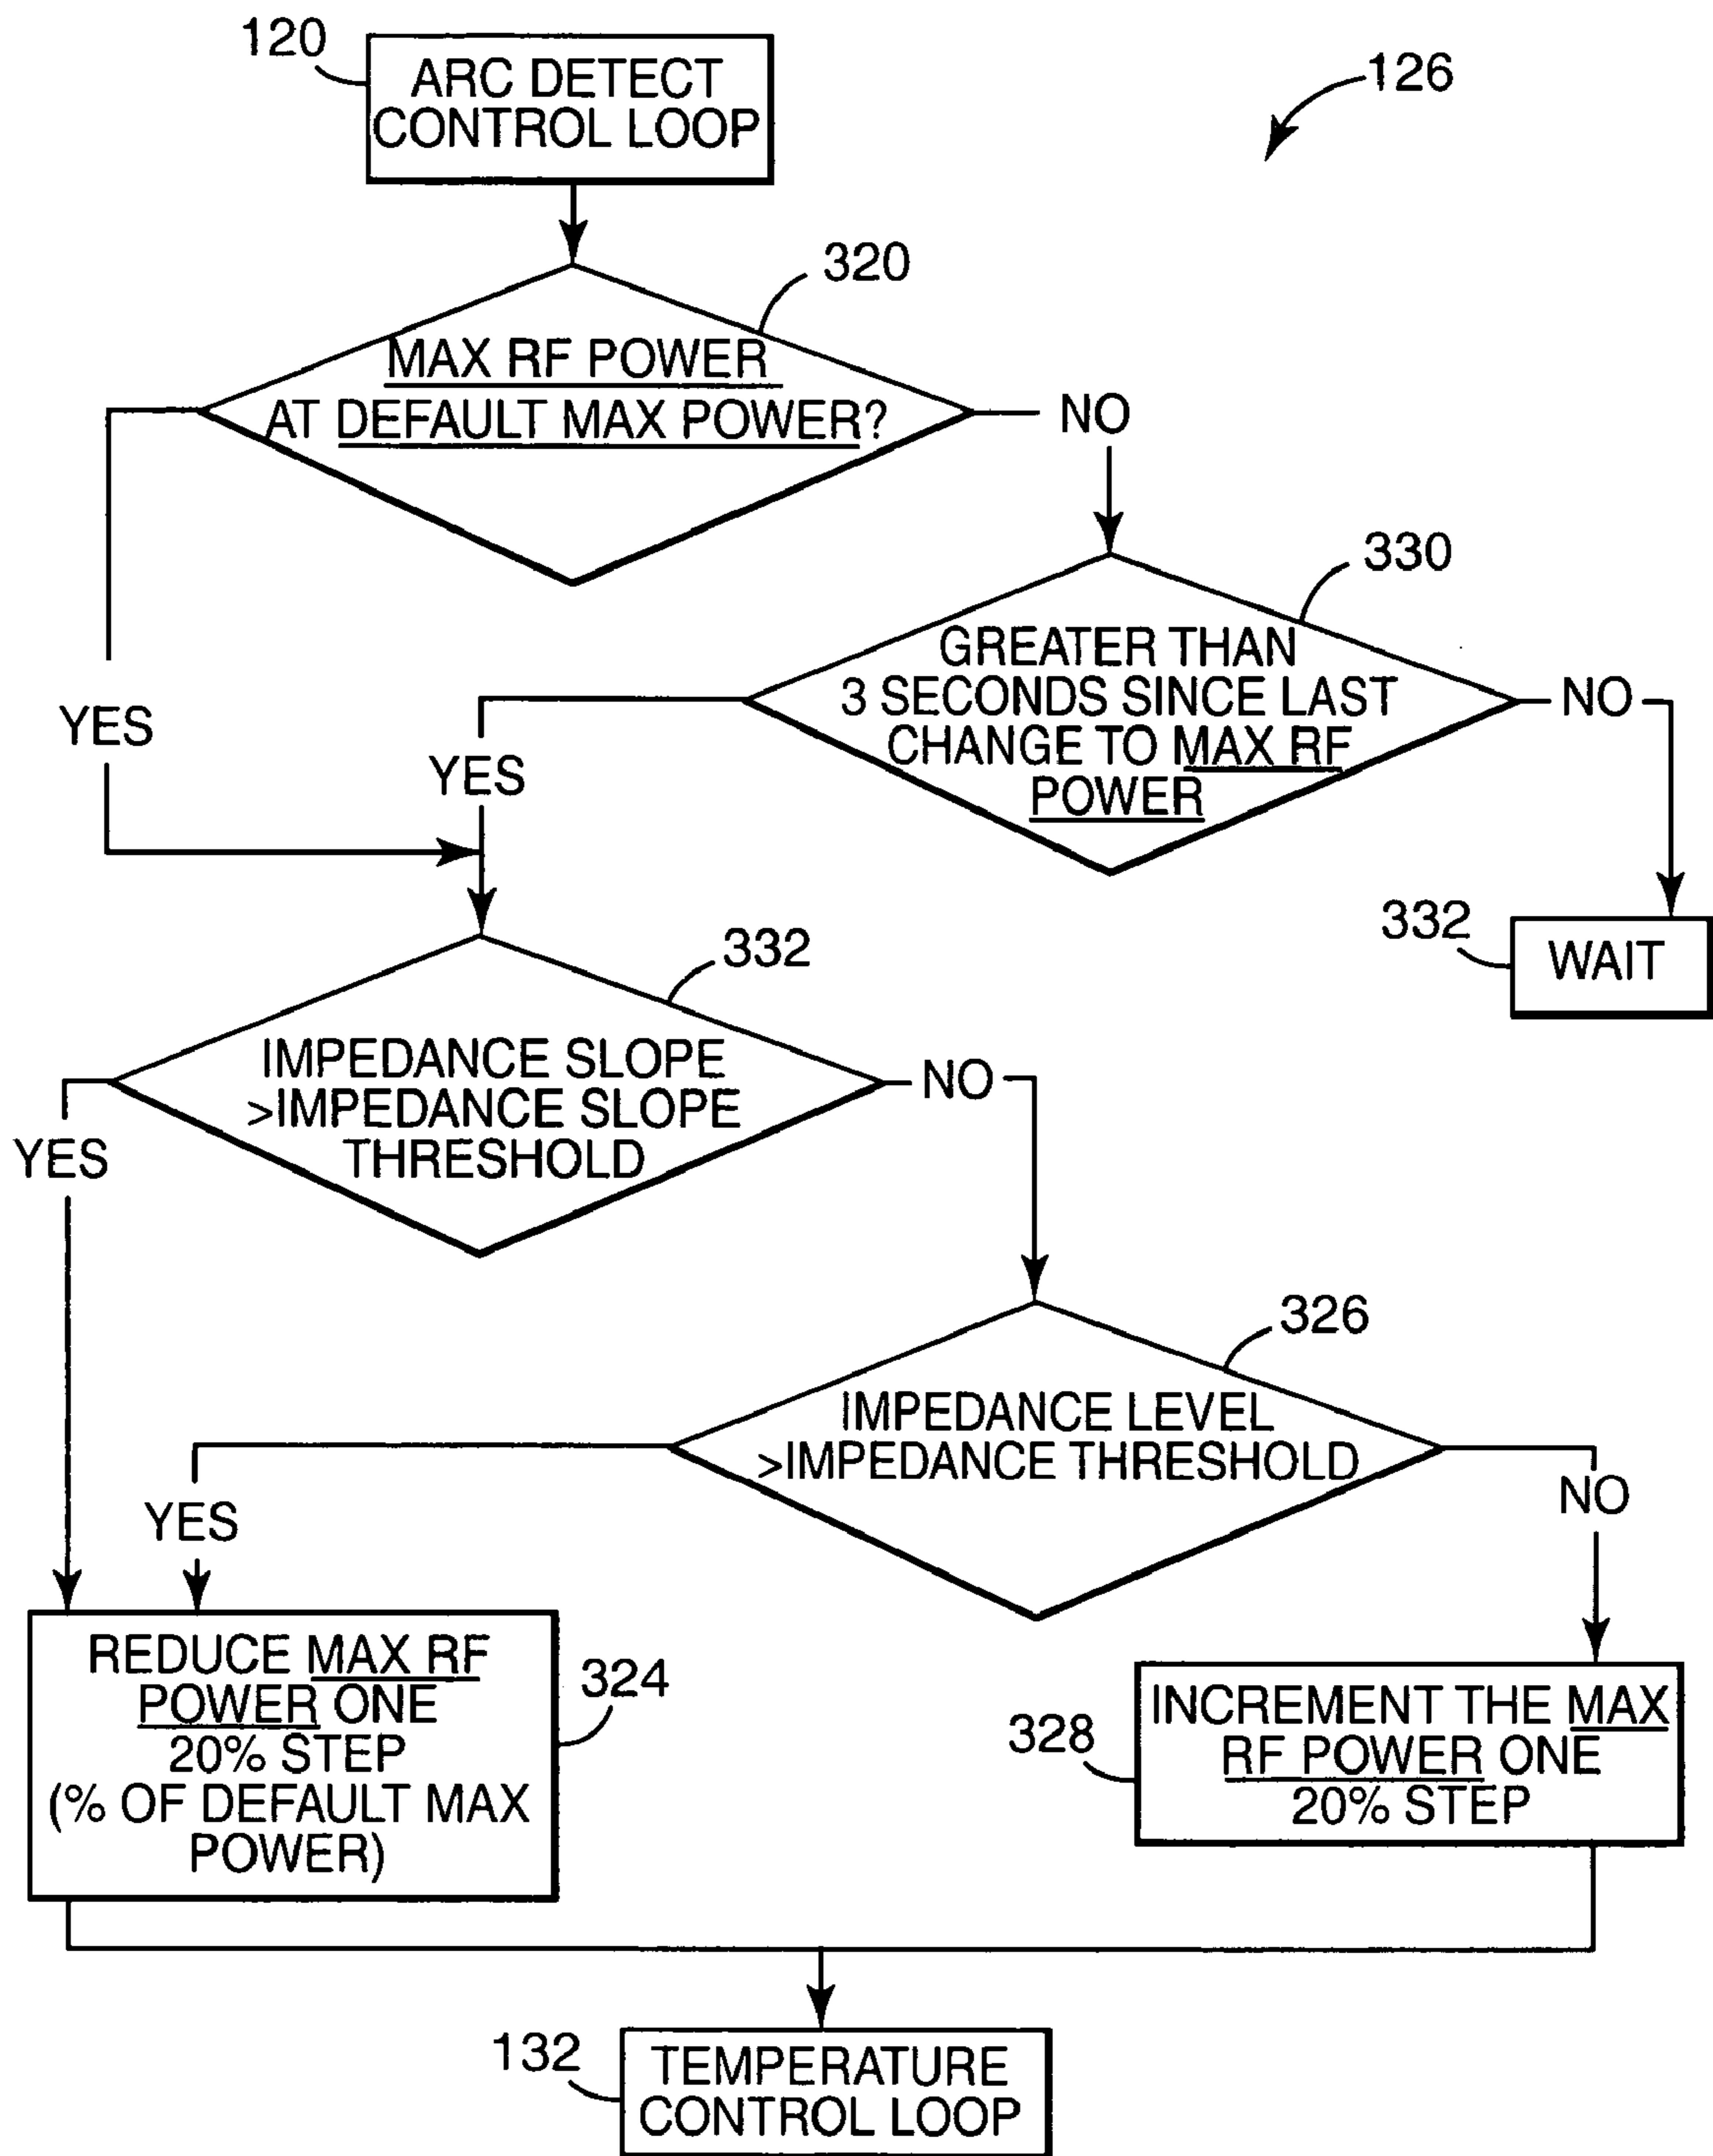 120
ARC DETECT
CONTROL LOOP
126
320
MAX RF POWER
AT DEFAULT MAX POWER?
NO
330
GREATER THAN
3 SECONDS SINCE LAST
CHANGE TO MAX RF
POWER
NO
YES
YES
332
WAIT
332
IMPEDANCE SLOPE
>IMPEDANCE SLOPE
THRESHOLD
NO
YES
326
IMPEDANCE LEVEL
>IMPEDANCE THRESHOLD
YES
NO
REDUCE MAX RF
POWER ONE
20% STEP
(% OF DEFAULT MAX
POWER)
324
328
INCREMENT THE MAX
RF POWER ONE
20% STEP
132
TEMPERATURE
CONTROL LOOP